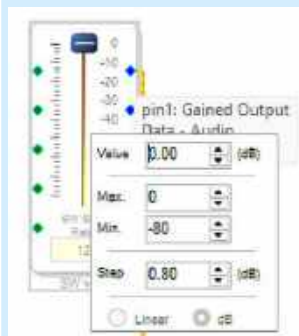 0
-10
-20
-30
-40
pin1: Gained Output
Data - Audio
Value 0.00 (dB)
Max. 0
Min. -80
Step 0.80 (dB)
12
Linear dB